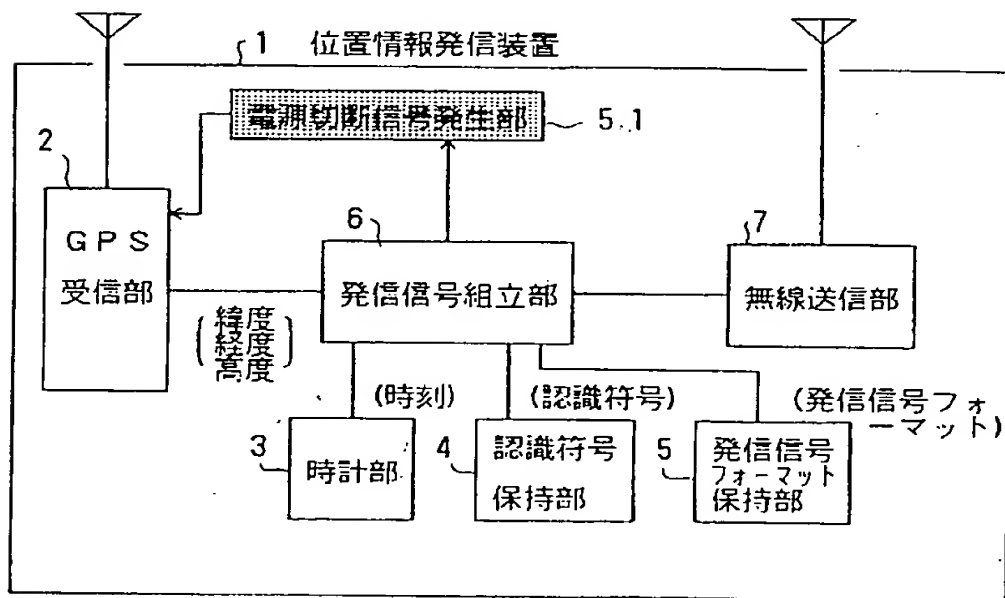 1 位置情報発信装置
電源切断信号発生部
5.1
2
GPS
受信部
6
発信信号組立部
7
無線送信部
(緯度
経度
高度)
(時刻)
(認識符号)
(発信信号フォ
ーマット)
3
時計部
4
認識符号
保持部
5
発信信号
フォーマット
保持部